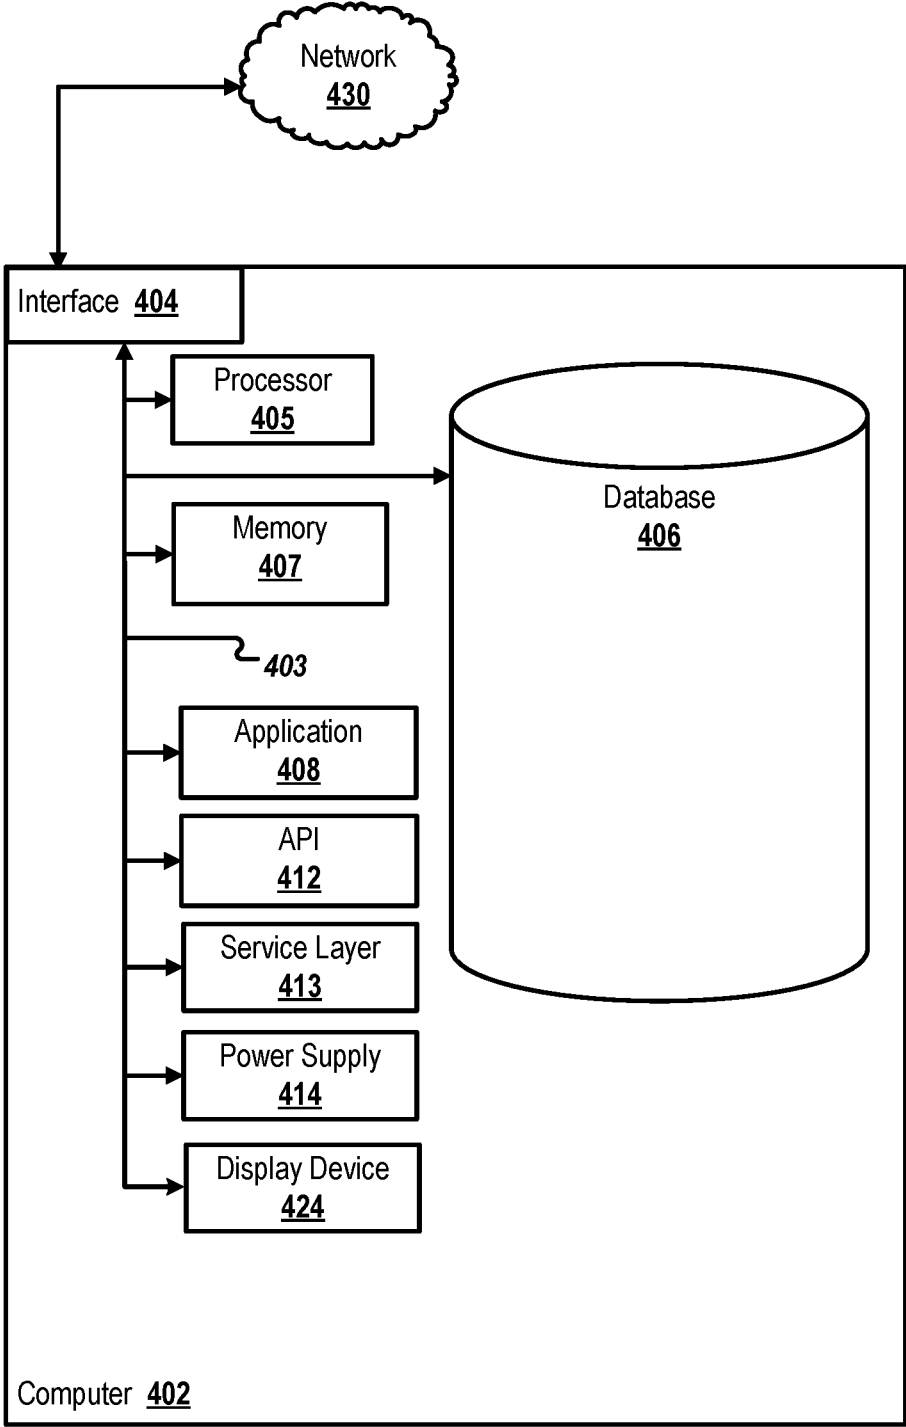 Network
430
Interface 404
Processor
405
Database
406
Memory
407
403
Application
408
API
412
Service Layer
413
Power Supply
414
Display Device
424
Computer 402